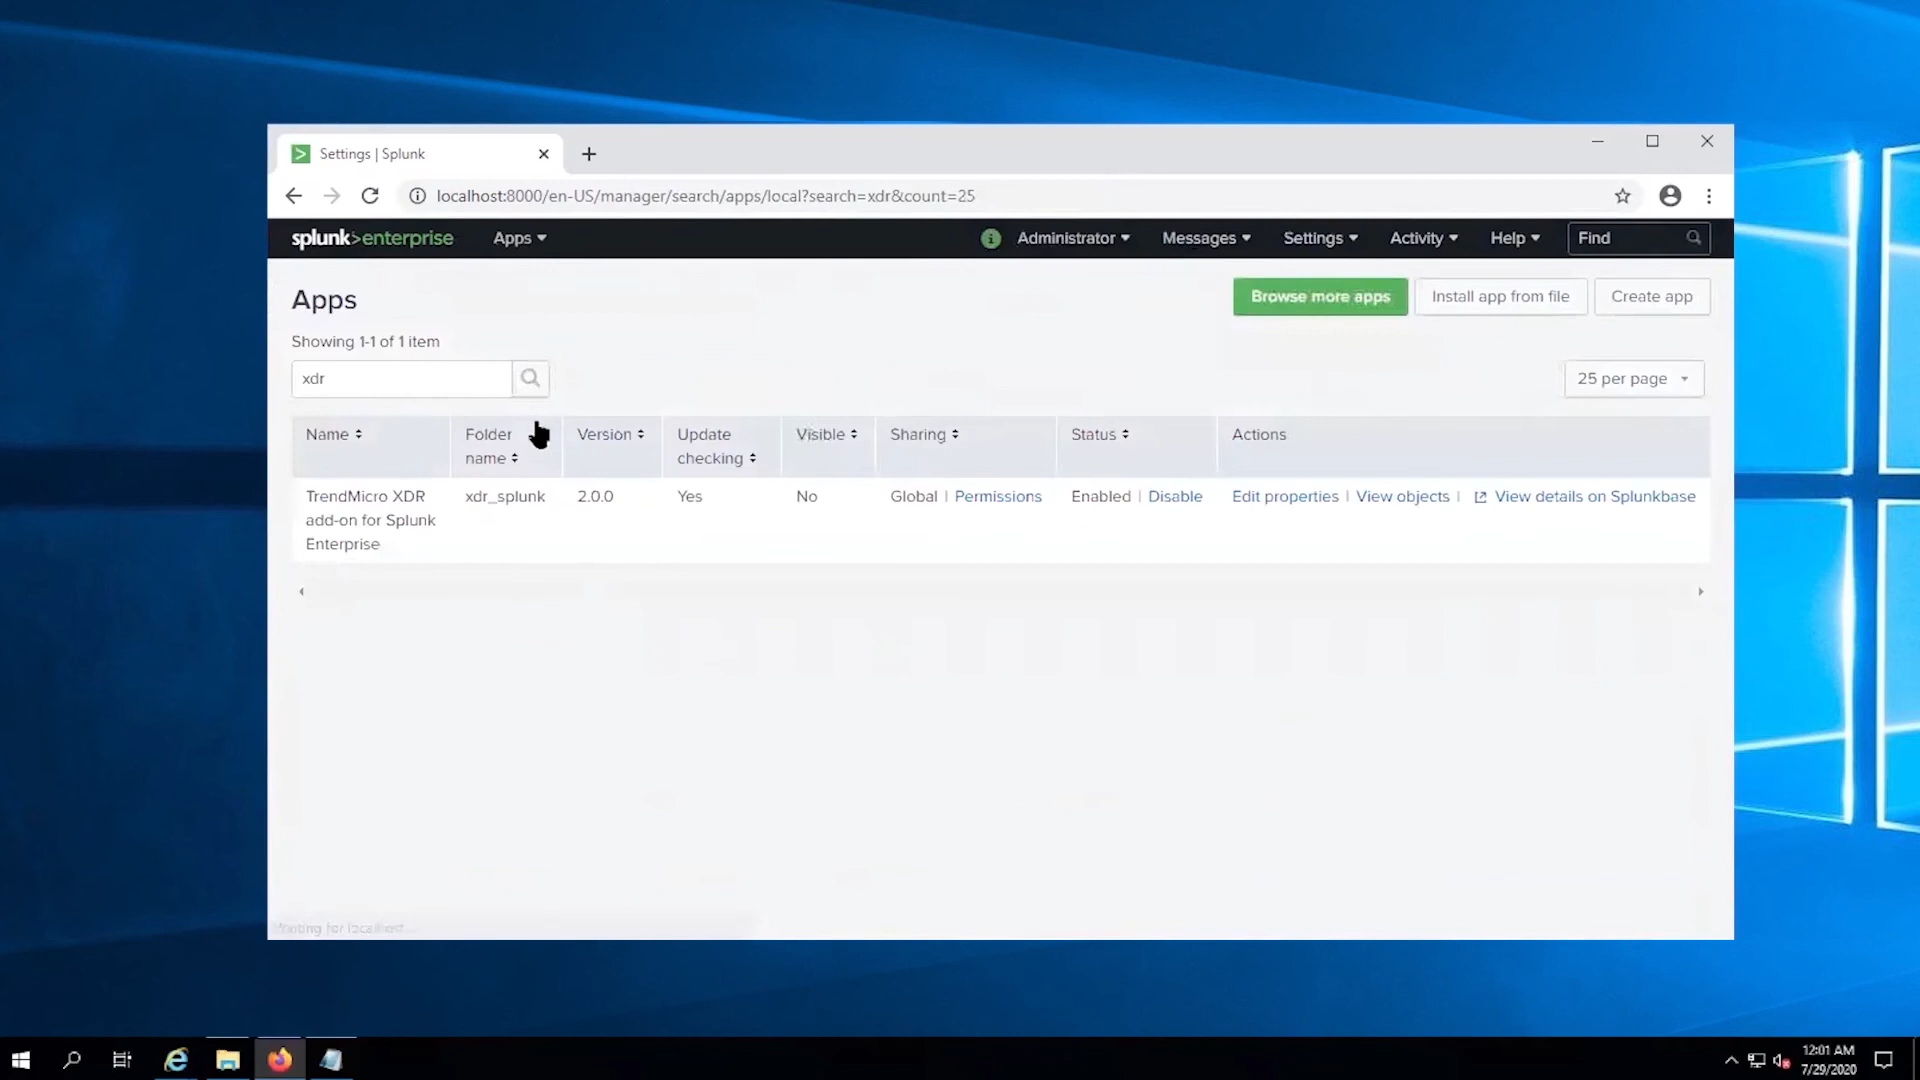 Settings | Splunk
localhost:8000/en-US/manager/search/apps/local?search=xdr&count=25
splunk>enterprise Apps Administrator Messages Settings Activity Help Find
Apps Browse more apps Install app from file Create app
Showing 1-1 of 1 item
xdr 25 per page
Name Folder name Version Update checking Visible Sharing Status Actions
TrendMicro XDR add-on for Splunk Enterprise xdr_splunk 2.0.0 Yes No Global | Permissions Enabled | Disable Edit properties | View objects | View details on Splunkbase
Waiting for localhost...
12:01 AM
7/29/2020